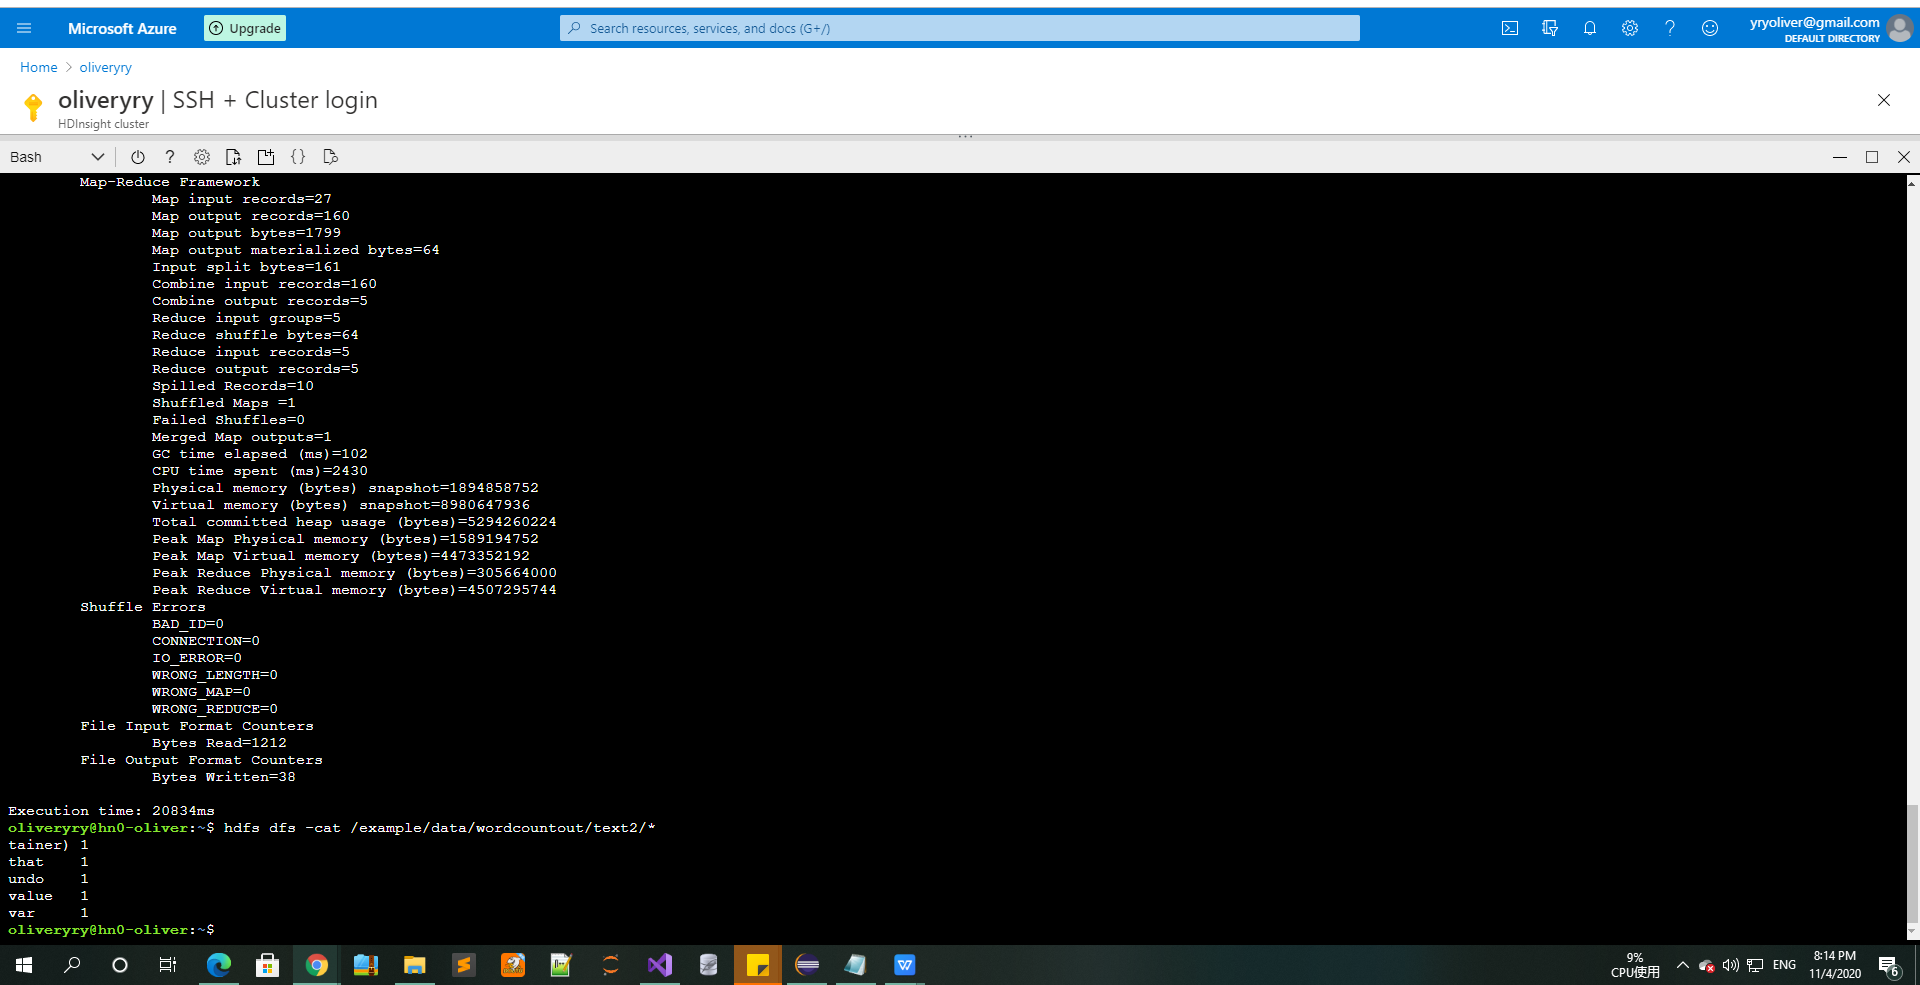 Microsoft Azure
Upgrade
Search resources, services, and docs (G+/)
yryoliver@gmail.com
DEFAULT DIRECTORY
Home > oliveryry
oliveryry | SSH + Cluster login
HDInsight cluster
Bash
Map-Reduce Framework
Map input records=27
Map output records=160
Map output bytes=1799
Map output materialized bytes=64
Input split bytes=161
Combine input records=160
Combine output records=5
Reduce input groups=5
Reduce shuffle bytes=64
Reduce input records=5
Reduce output records=5
Spilled Records=10
Shuffled Maps =1
Failed Shuffles=0
Merged Map outputs=1
GC time elapsed (ms)=102
CPU time spent (ms)=2430
Physical memory (bytes) snapshot=1894858752
Virtual memory (bytes) snapshot=8980647936
Total committed heap usage (bytes)=5294260224
Peak Map Physical memory (bytes)=1589194752
Peak Map Virtual memory (bytes)=4473352192
Peak Reduce Physical memory (bytes)=305664000
Peak Reduce Virtual memory (bytes)=4507295744
Shuffle Errors
BAD_ID=0
CONNECTION=0
IO_ERROR=0
WRONG_LENGTH=0
WRONG_MAP=0
WRONG_REDUCE=0
File Input Format Counters
Bytes Read=1212
File Output Format Counters
Bytes Written=38
Execution time: 20834ms
oliveryry@hn0-oliver:~$ hdfs dfs -cat /example/data/wordcountout/text2/*
tainer) 1
that 1
undo 1
value 1
var 1
oliveryry@hn0-oliver:~$
9%
CPU使用
ENG
8:14 PM
11/4/2020
6